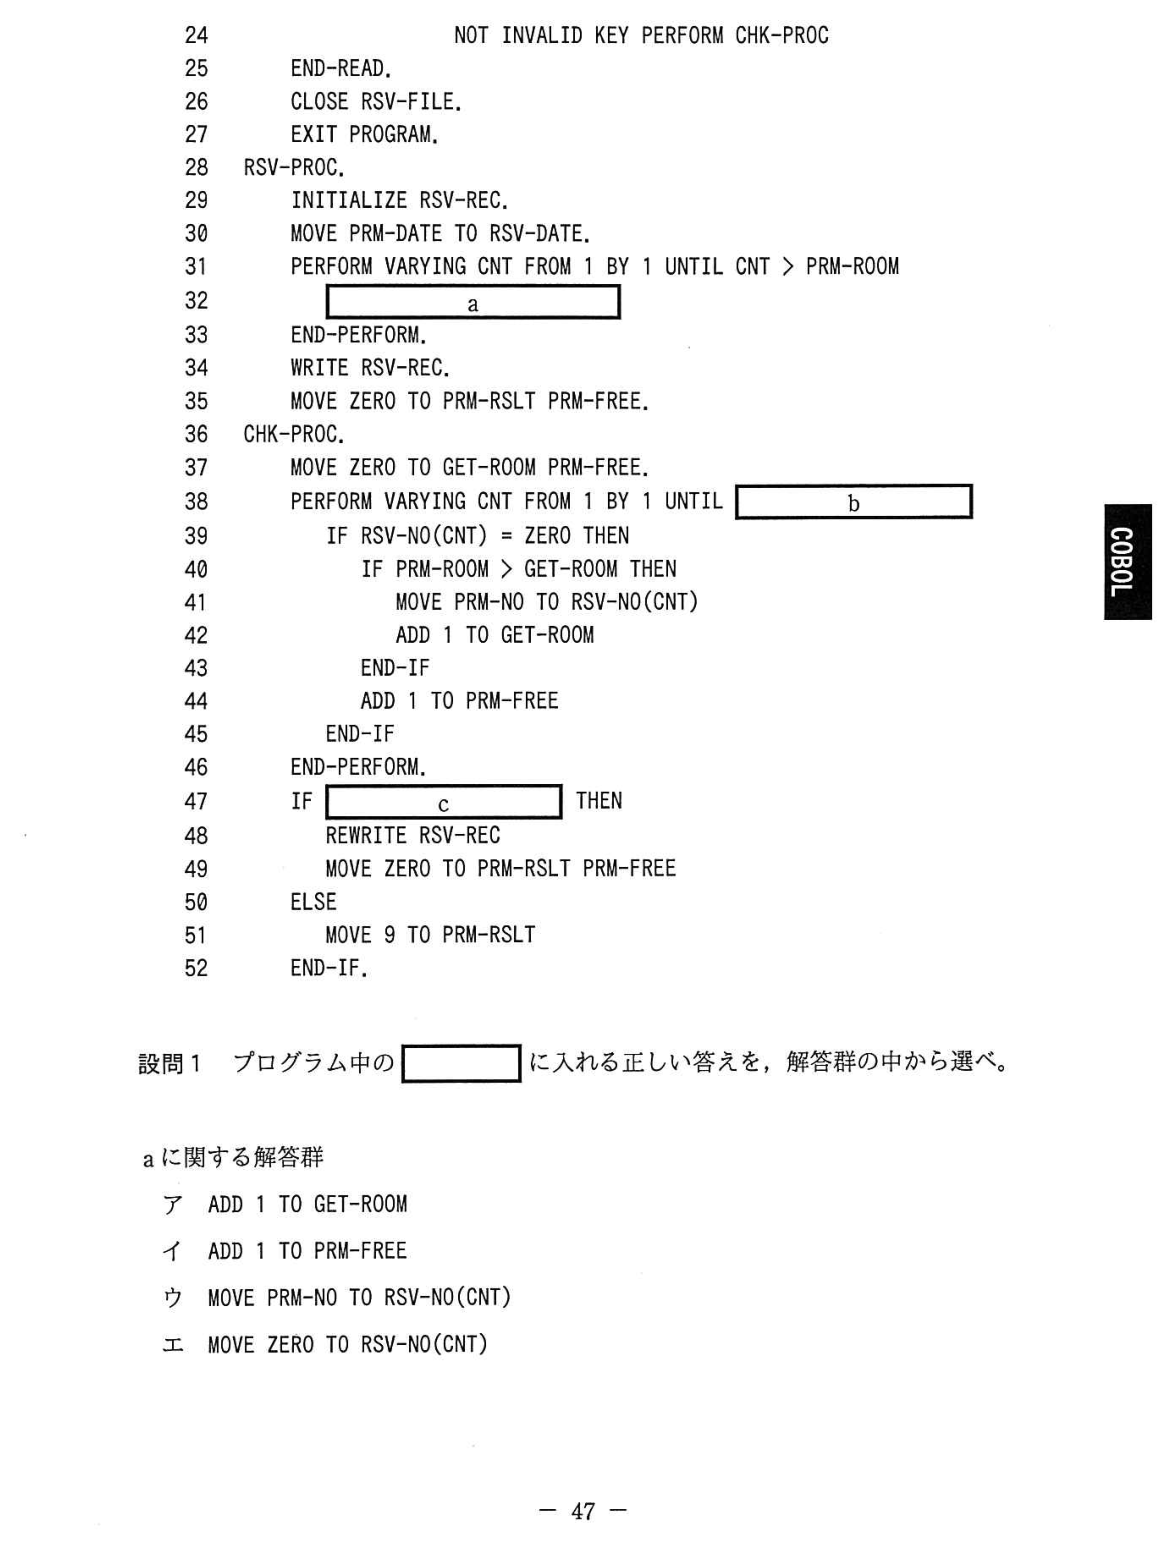 24 NOT INVALID KEY PERFORM CHK-PROC
25 END-READ.
26 CLOSE RSV-FILE.
27 EXIT PROGRAM.
28 RSV-PROC.
29 INITIALIZE RSV-REC.
30 MOVE PRM-DATE TO RSV-DATE.
31 PERFORM VARYING CNT FROM 1 BY 1 UNTIL CNT > PRM-ROOM
32 a
33 END-PERFORM.
34 WRITE RSV-REC.
35 MOVE ZERO TO PRM-RSLT PRM-FREE.
36 CHK-PROC.
37 MOVE ZERO TO GET-ROOM PRM-FREE.
38 PERFORM VARYING CNT FROM 1 BY 1 UNTIL b
39 IF RSV-NO(CNT) = ZERO THEN
40 IF PRM-ROOM > GET-ROOM THEN
41 MOVE PRM-NO TO RSV-NO(CNT)
42 ADD 1 TO GET-ROOM
43 END-IF
44 ADD 1 TO PRM-FREE
45 END-IF
46 END-PERFORM.
47 IF c THEN
48 REWRITE RSV-REC
49 MOVE ZERO TO PRM-RSLT PRM-FREE
50 ELSE
51 MOVE 9 TO PRM-RSLT
52 END-IF.
COBOL
設問1 プログラム中の に入れる正しい答えを，解答群の中から選べ。
aに関する解答群
ア ADD 1 TO GET-ROOM
イ ADD 1 TO PRM-FREE
ウ MOVE PRM-NO TO RSV-NO(CNT)
エ MOVE ZERO TO RSV-NO(CNT)
— 47 —